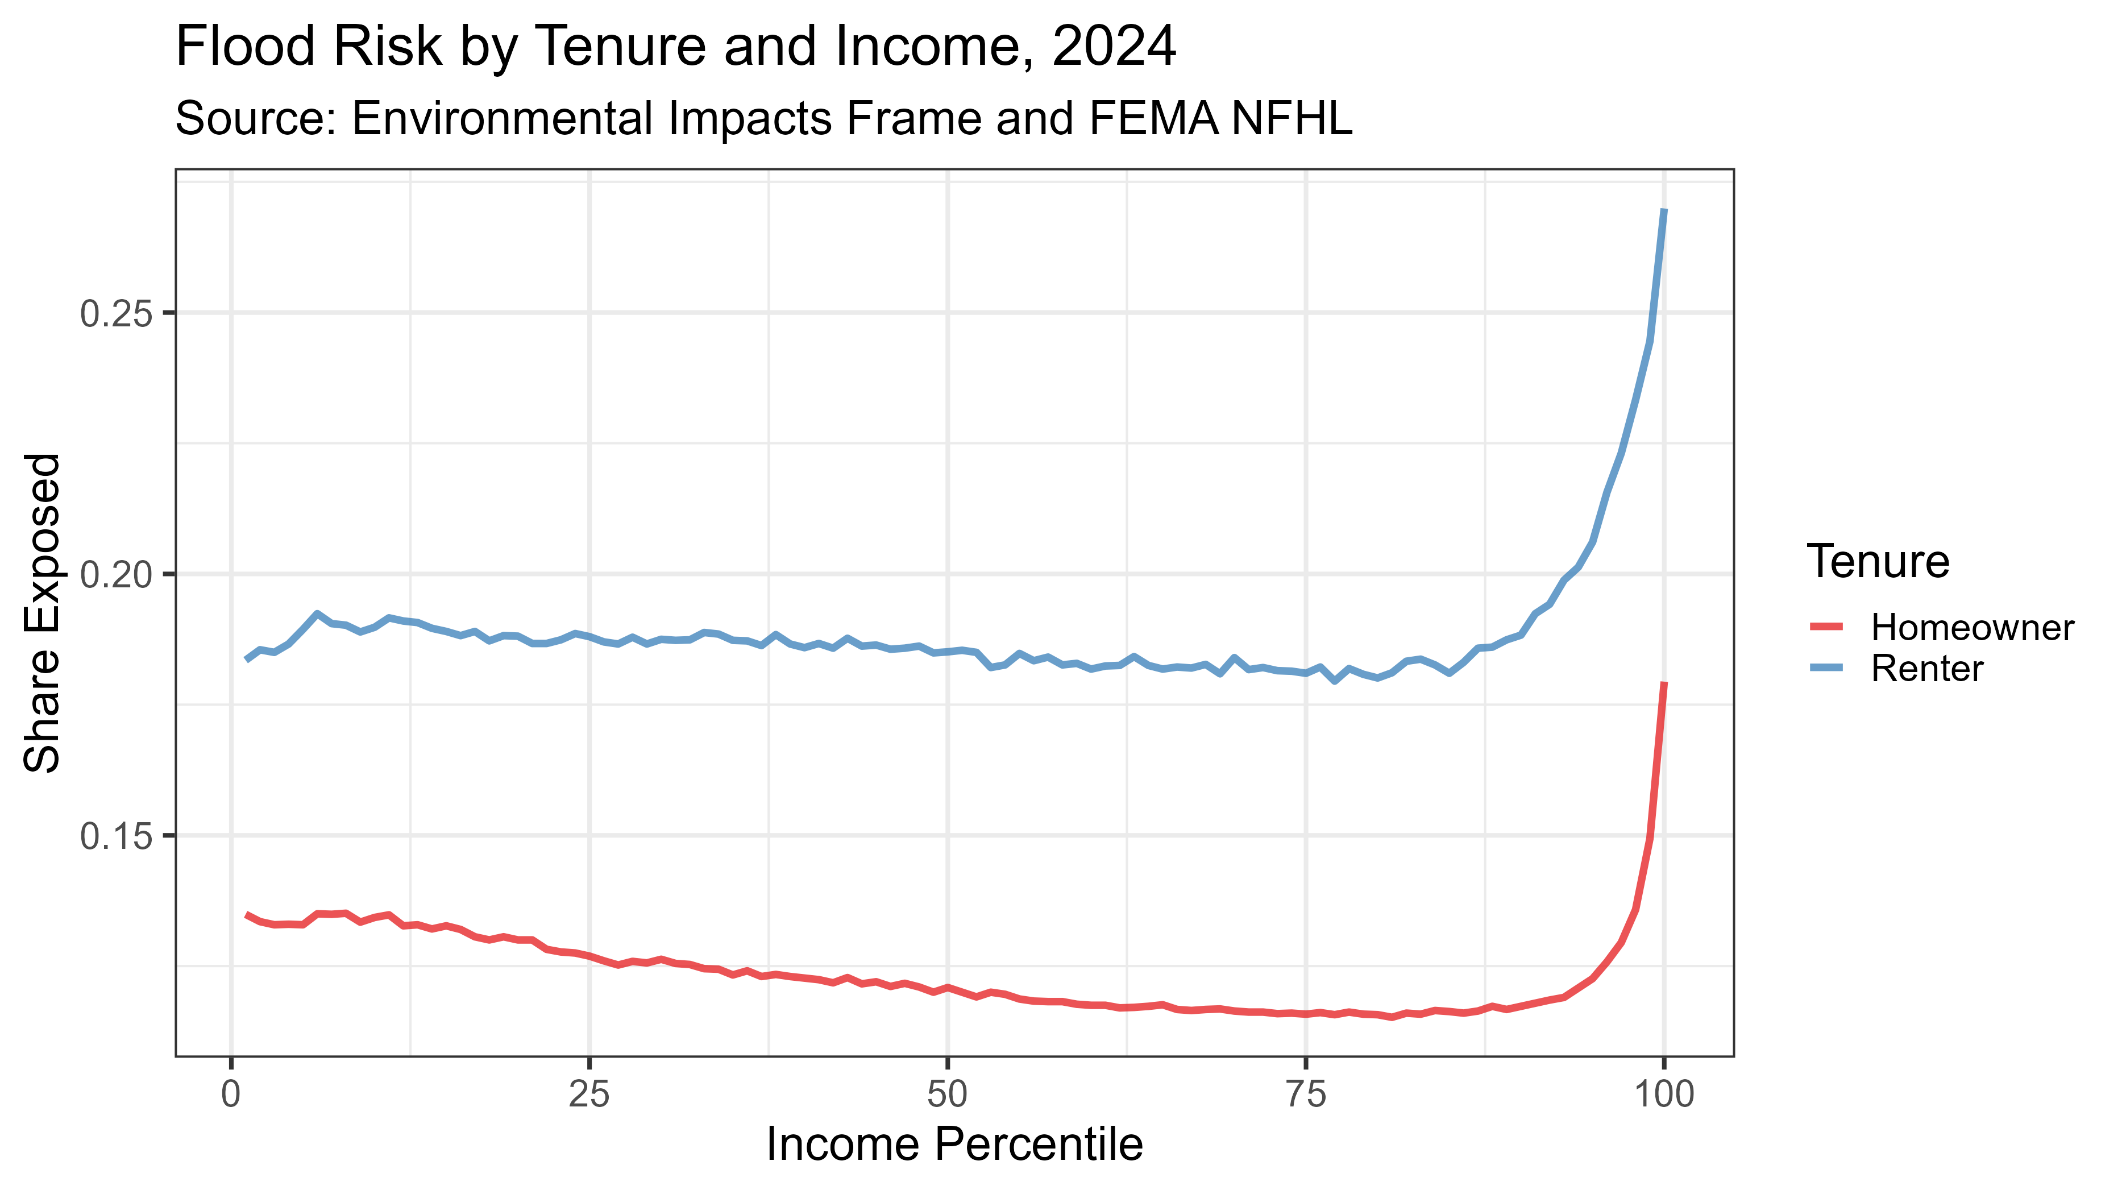 Flood Risk by Tenure and Income, 2024
Source: Environmental Impacts Frame and FEMA NFHL
Share Exposed
0.25
0.20
0.15
0 25 50 75 100
Income Percentile
Tenure
Homeowner
Renter